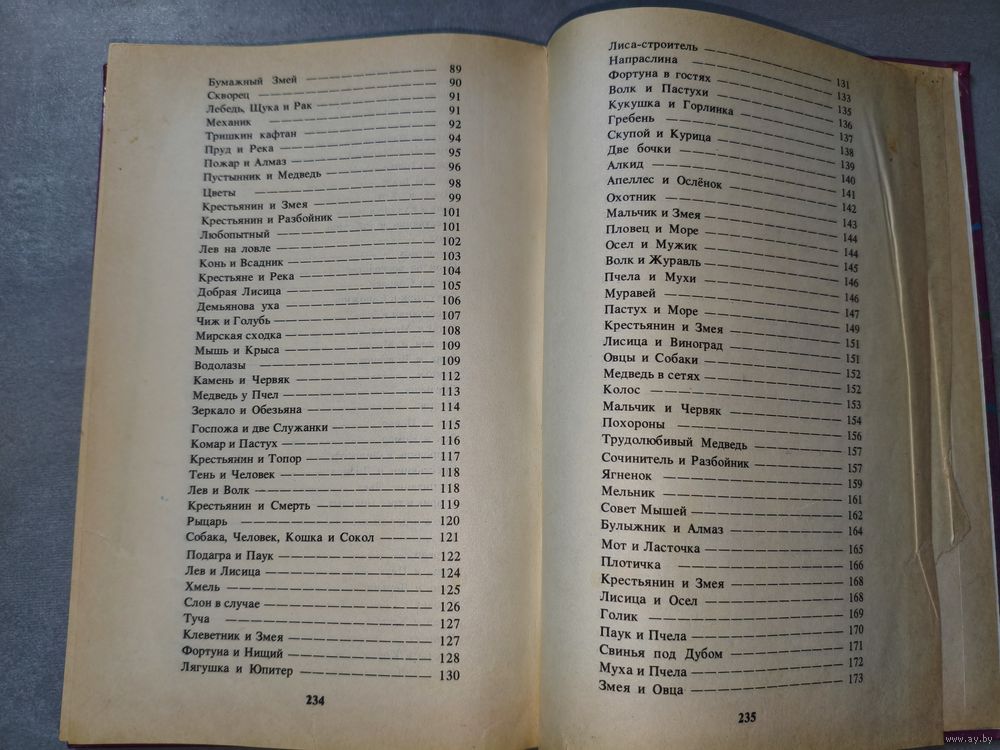 Бумажный Змей 89
Скворец 90
Лебедь, Щука и Рак 91
Механик 91
Тришкин кафтан 92
Пруд и Река 94
Пожар и Алмаз 95
Пустынник и Медведь 96
Цветы 98
Крестьянин и Змея 99
Крестьянин и Разбойник 101
Любопытный 101
Лев на ловле 102
Конь и Всадник 103
Крестьяне и Река 104
Добрая Лисица 105
Демьянова уха 106
Чиж и Голубь 107
Мирская сходка 108
Мышь и Крыса 109
Водолазы 109
Камень и Червяк 112
Медведь у Пчел 113
Зеркало и Обезьяна 114
Госпожа и две Служанки 115
Комар и Пастух 116
Крестьянин и Топор 117
Тень и Человек 118
Лев и Волк 118
Крестьянин и Смерть 119
Рыцарь 120
Собака, Человек, Кошка и Сокол 121
Подагра и Паук 122
Лев и Лисица 124
Хмель 125
Слон в случае 126
Туча 127
Клеветник и Змея 127
Фортуна и Нищий 128
Лягушка и Юпитер 130
234
Лиса-строитель 131
Напраслина 133
Фортуна в гостях 135
Волк и Пастухи 136
Кукушка и Горлинка 137
Гребень 138
Скупой и Курица 139
Две бочки 140
Алкид 141
Апеллес и Ослёнок 142
Охотник 143
Мальчик и Змея 144
Пловец и Море 144
Осел и Мужик 145
Волк и Журавль 146
Пчела и Мухи 146
Муравей 147
Пастух и Море 149
Крестьянин и Змея 151
Лисица и Виноград 151
Овцы и Собаки 152
Медведь в сетях 152
Колос 153
Мальчик и Червяк 154
Похороны 156
Трудолюбивый Медведь 157
Сочинитель и Разбойник 157
Ягненок 159
Мельник 161
Совет Мышей 162
Булыжник и Алмаз 164
Мот и Ласточка 165
Плотичка 166
Крестьянин и Змея 168
Лисица и Осел 168
Голик 169
Паук и Пчела 170
Свинья под Дубом 171
Муха и Пчела 172
Змея и Овца 173
235
www.ay.by